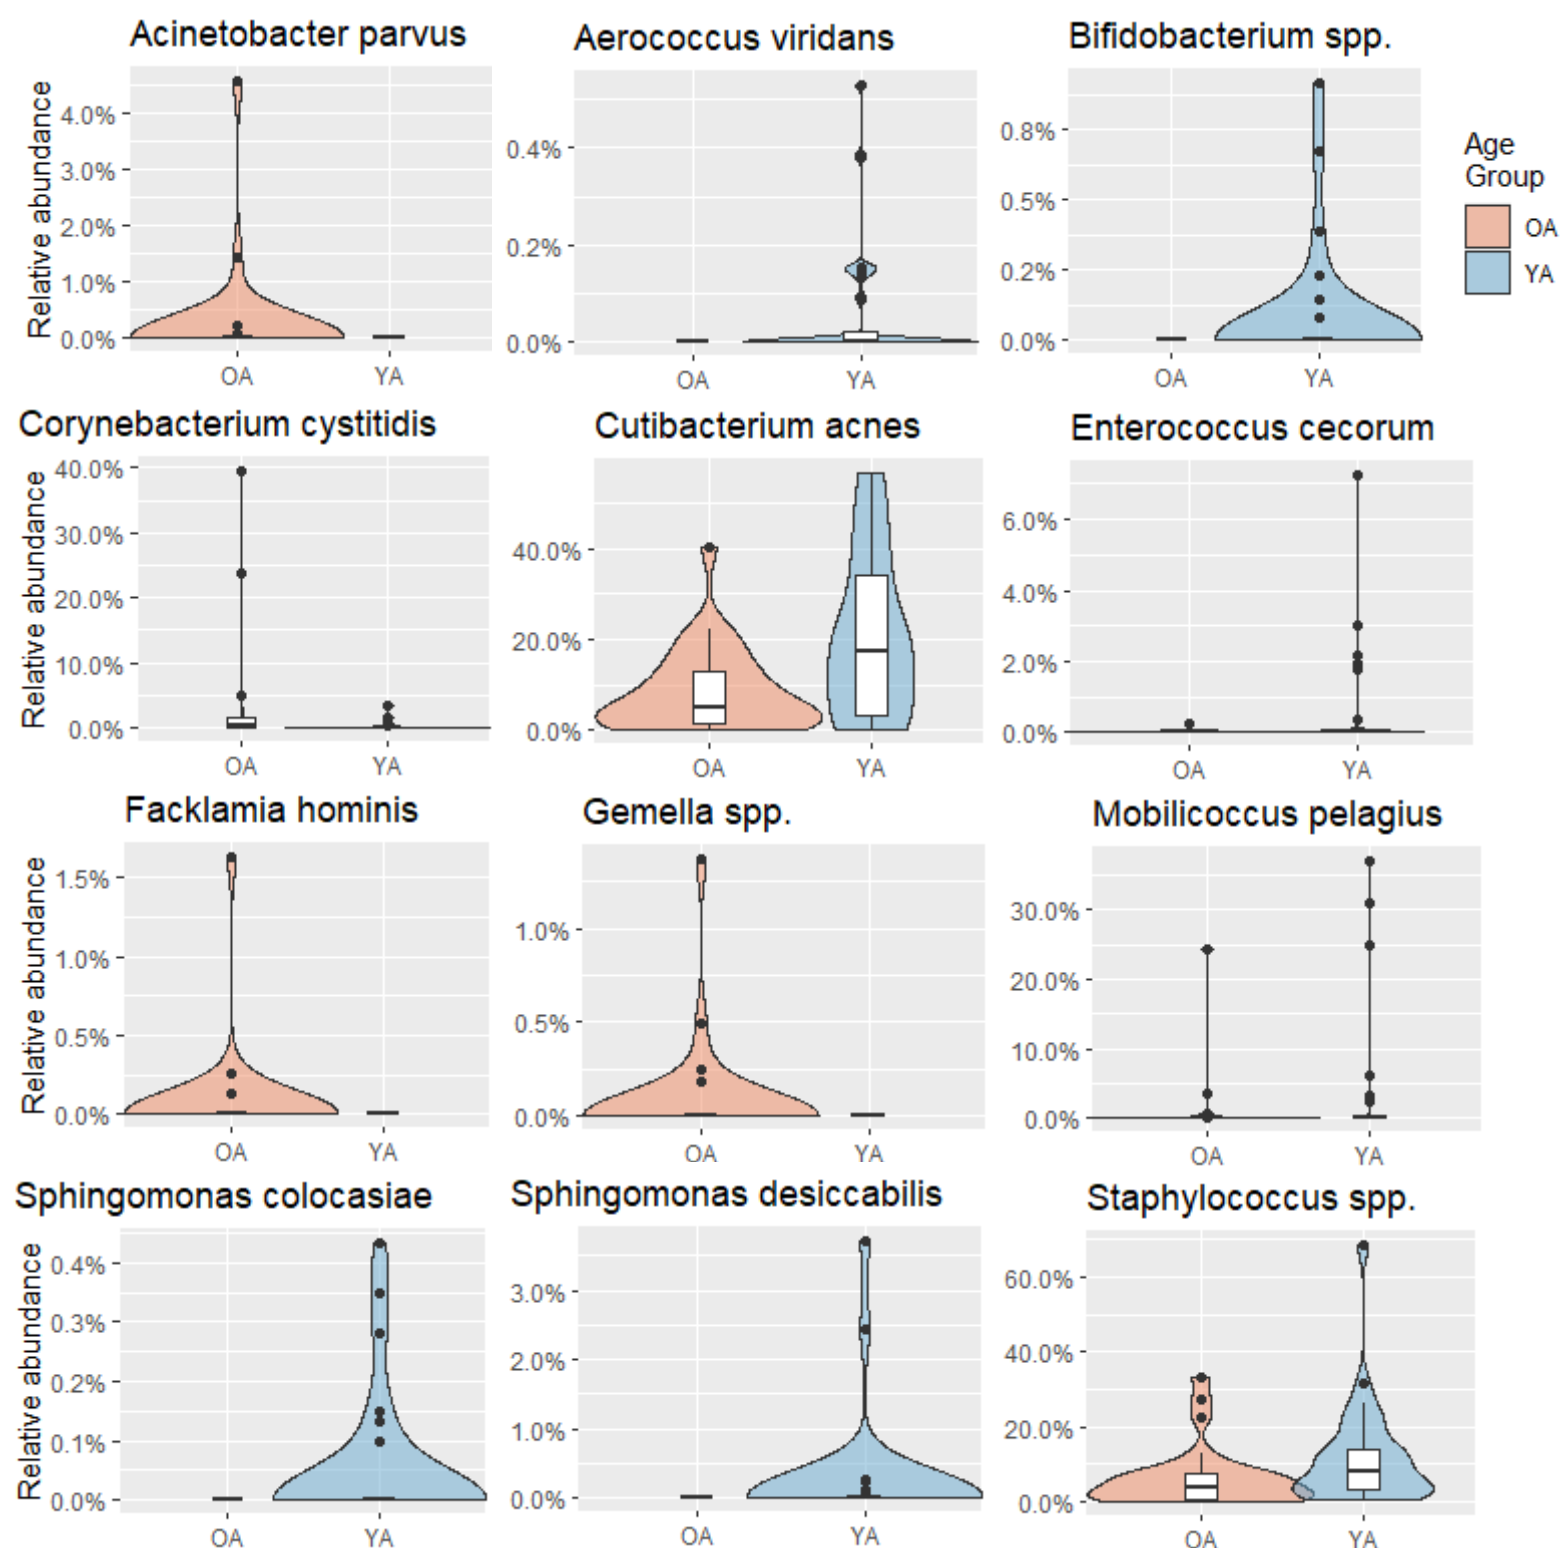 Acinetobacter parvus
Relative abundance
4.0%
3.0%
2.0%
1.0%
0.0%
OA YA
Aerococcus viridans
0.4%
0.2%
0.0%
OA YA
Bifidobacterium spp.
0.8%
0.5%
0.2%
0.0%
OA YA
Age
Group
OA
YA
Corynebacterium cystitidis
Relative abundance
40.0%
30.0%
20.0%
10.0%
0.0%
OA YA
Cutibacterium acnes
40.0%
20.0%
0.0%
OA YA
Enterococcus cecorum
6.0%
4.0%
2.0%
0.0%
OA YA
Facklamia hominis
Relative abundance
1.5%
1.0%
0.5%
0.0%
OA YA
Gemella spp.
1.0%
0.5%
0.0%
OA YA
Mobilicoccus pelagius
30.0%
20.0%
10.0%
0.0%
OA YA
Sphingomonas colocasiae
Relative abundance
0.4%
0.3%
0.2%
0.1%
0.0%
OA YA
Sphingomonas desiccabilis
3.0%
2.0%
1.0%
0.0%
OA YA
Staphylococcus spp.
60.0%
40.0%
20.0%
0.0%
OA YA